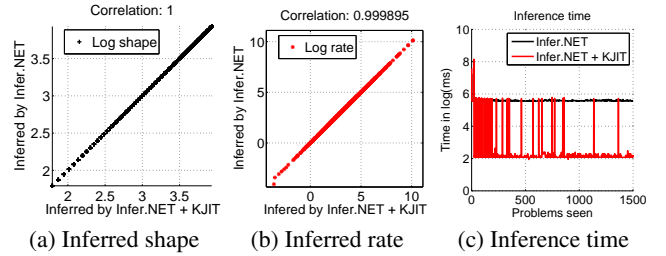 Correlation: 1
Inferred by Infer.NET
3.5
3
2.5
2
Log shape
2 2.5 3 3.5
Inferred by Infer.NET + KJIT
(a) Inferred shape
Correlation: 0.999895
Inferred by Infer.NET
10
5
0
Log rate
0 5 10
Inferred by Infer.NET + KJIT
(b) Inferred rate
Inference time
Time in log(ms)
10
8
6
4
2
0
Infer.NET
Infer.NET + KJIT
0 500 1000 1500
Problems seen
(c) Inference time